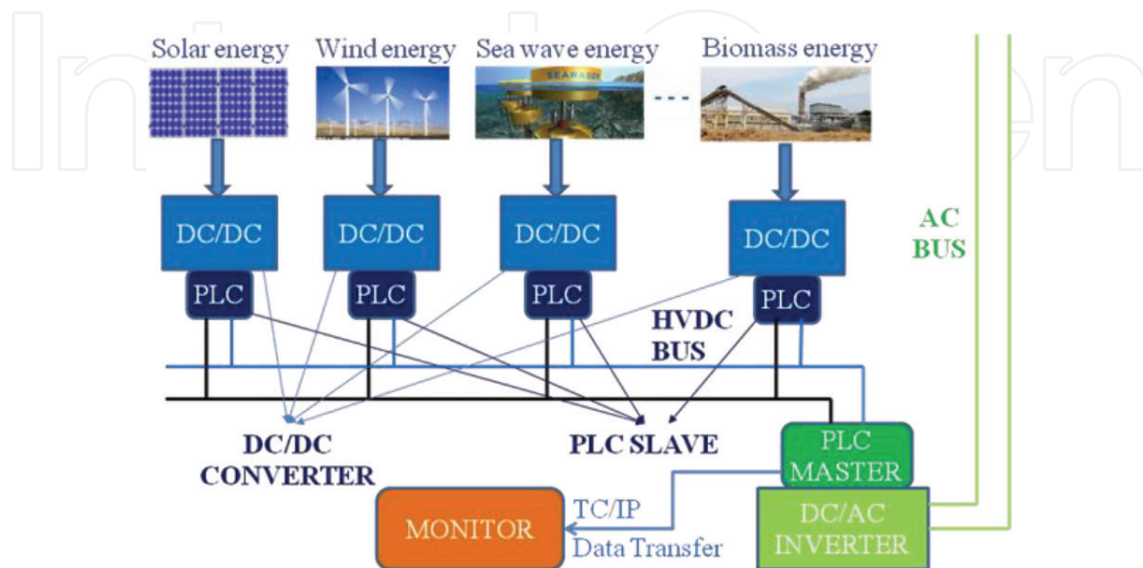 Solar energy
Wind energy
Sea wave energy
Biomass energy
SEARASER
DC/DC
DC/DC
DC/DC
DC/DC
AC
BUS
PLC
PLC
PLC
PLC
HVDC
BUS
DC/DC
CONVERTER
PLC SLAVE
PLC
MASTER
MONITOR
TC/IP
Data Transfer
DC/AC
INVERTER